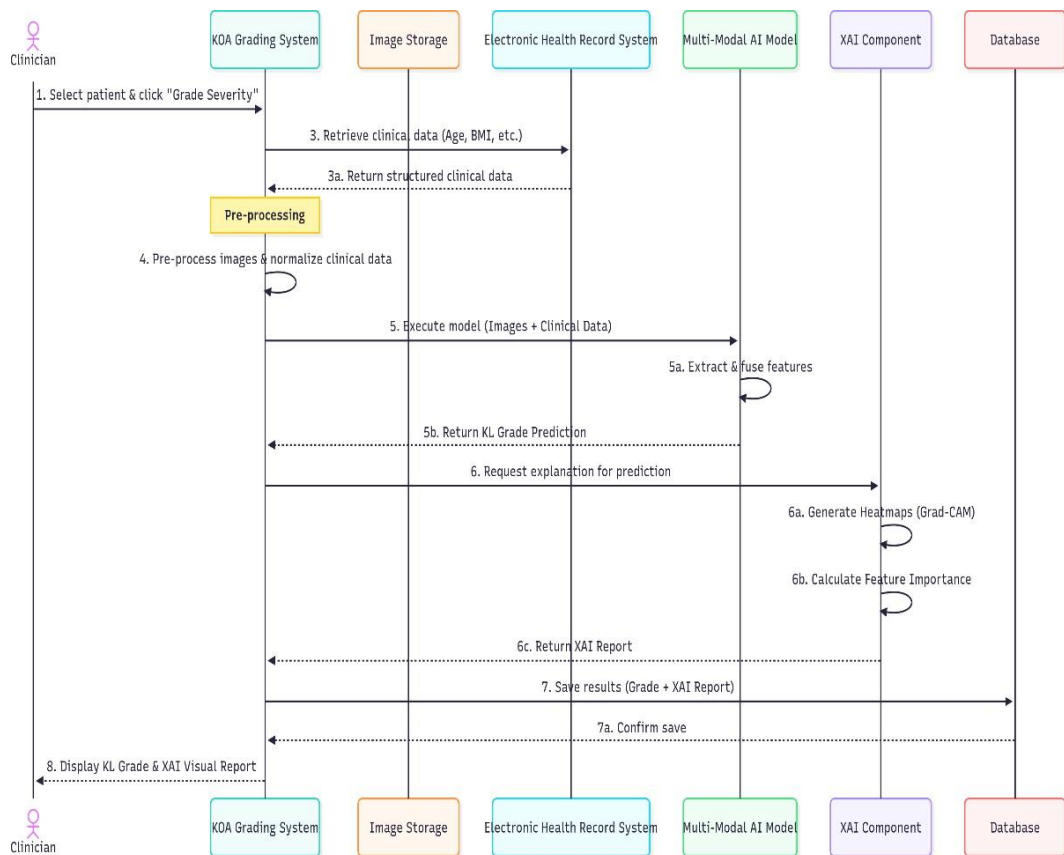 KOA Grading System
Image Storage
Electronic Health Record System
Multi-Modal AI Model
XAI Component
Database
Clinician
1. Select patient & click "Grade Severity"
3. Retrieve clinical data (Age, BMI, etc.)
3a. Return structured clinical data
Pre-processing
4. Pre-process images & normalize clinical data
5. Execute model (Images + Clinical Data)
5a. Extract & fuse features
5b. Return KL Grade Prediction
6. Request explanation for prediction
6a. Generate Heatmaps (Grad-CAM)
6b. Calculate Feature Importance
6c. Return XAI Report
7. Save results (Grade + XAI Report)
7a. Confirm save
8. Display KL Grade & XAI Visual Report
KOA Grading System
Image Storage
Electronic Health Record System
Multi-Modal AI Model
XAI Component
Database
Clinician